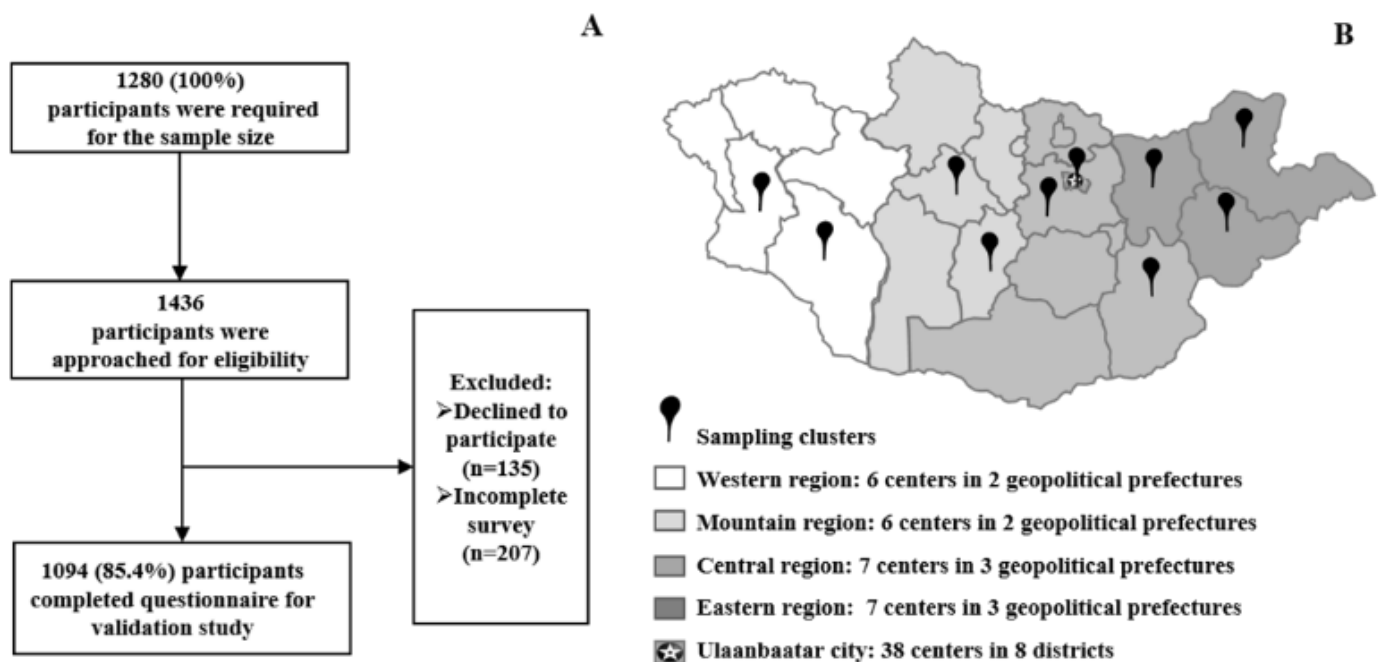 A
1280 (100%)
participants were required
for the sample size
1436
participants were
approached for eligibility
Excluded:
➢Declined to
participate
(n=135)
➢Incomplete
survey
(n=207)
1094 (85.4%) participants
completed questionnaire for
validation study
B
Sampling clusters
Western region: 6 centers in 2 geopolitical prefectures
Mountain region: 6 centers in 2 geopolitical prefectures
Central region: 7 centers in 3 geopolitical prefectures
Eastern region: 7 centers in 3 geopolitical prefectures
Ulaanbaatar city: 38 centers in 8 districts